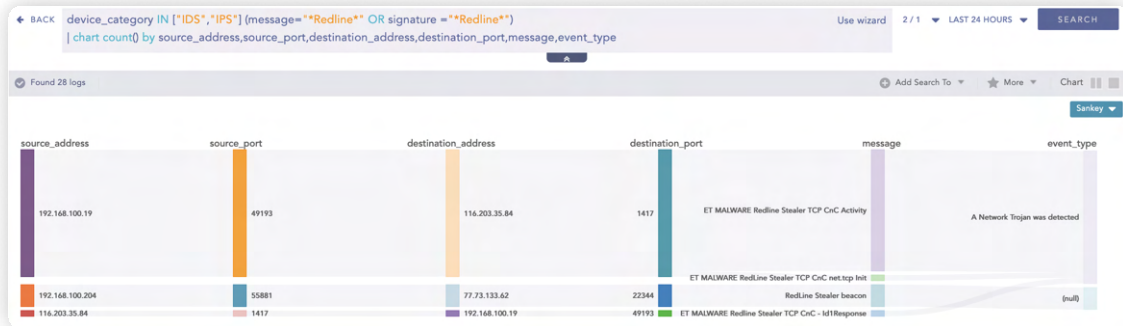 BACK
device_category IN ["IDS","IPS"] (message="*Redline*" OR signature ="*Redline*")
| chart count() by source_address,source_port,destination_address,destination_port,message,event_type
Use wizard
2 / 1
LAST 24 HOURS
SEARCH
Found 28 logs
Add Search To
More
Chart
Sankey
source_address
source_port
destination_address
destination_port
message
event_type
192.168.100.19
49193
116.203.35.84
1417
ET MALWARE Redline Stealer TCP CnC Activity
A Network Trojan was detected
ET MALWARE RedLine Stealer TCP CnC net.tcp Init
192.168.100.204
55881
77.73.133.62
22344
RedLine Stealer beacon
(null)
116.203.35.84
1417
192.168.100.19
49193
ET MALWARE Redline Stealer TCP CnC - Id1Response